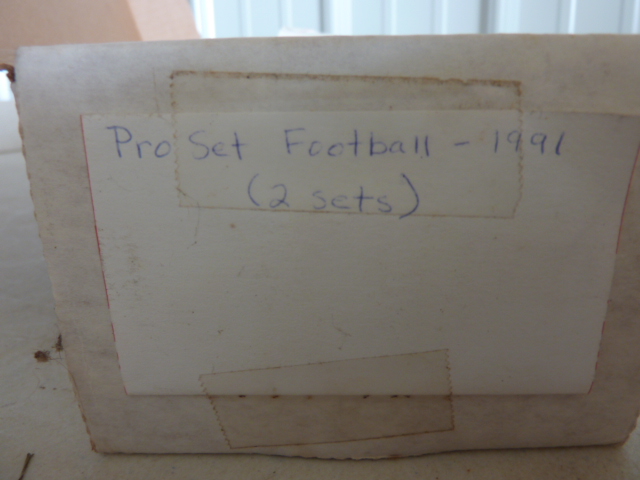 Pro Set Football - 1991
(2 sets)